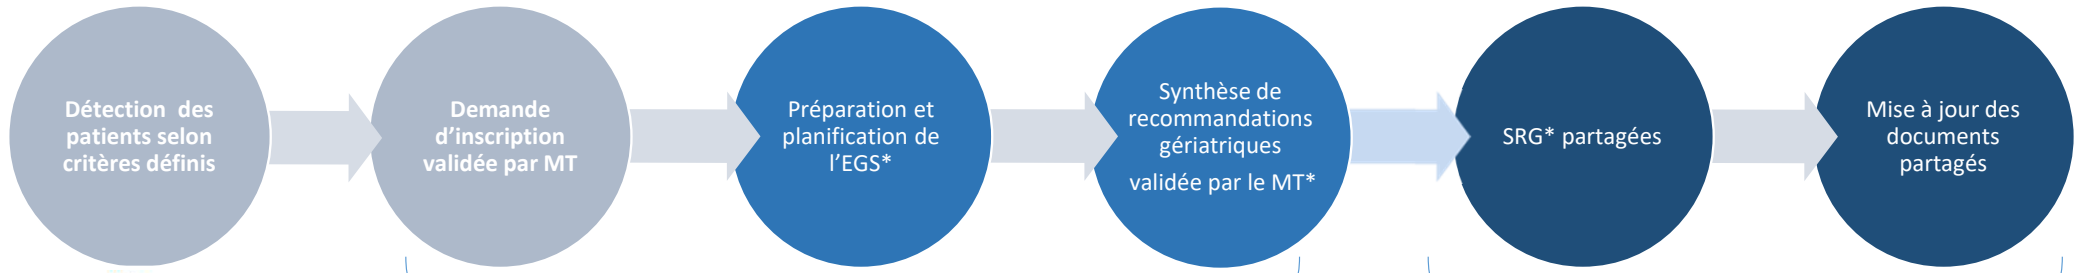 Détection des
patients selon
critères définis
Demande
d'inscription
validée par MT
Préparation et
planification de
l'EGS*
Synthèse de
recommandations
gériatriques
validée par le MT*
SRG* partagées
Mise à jour des
documents
partagés